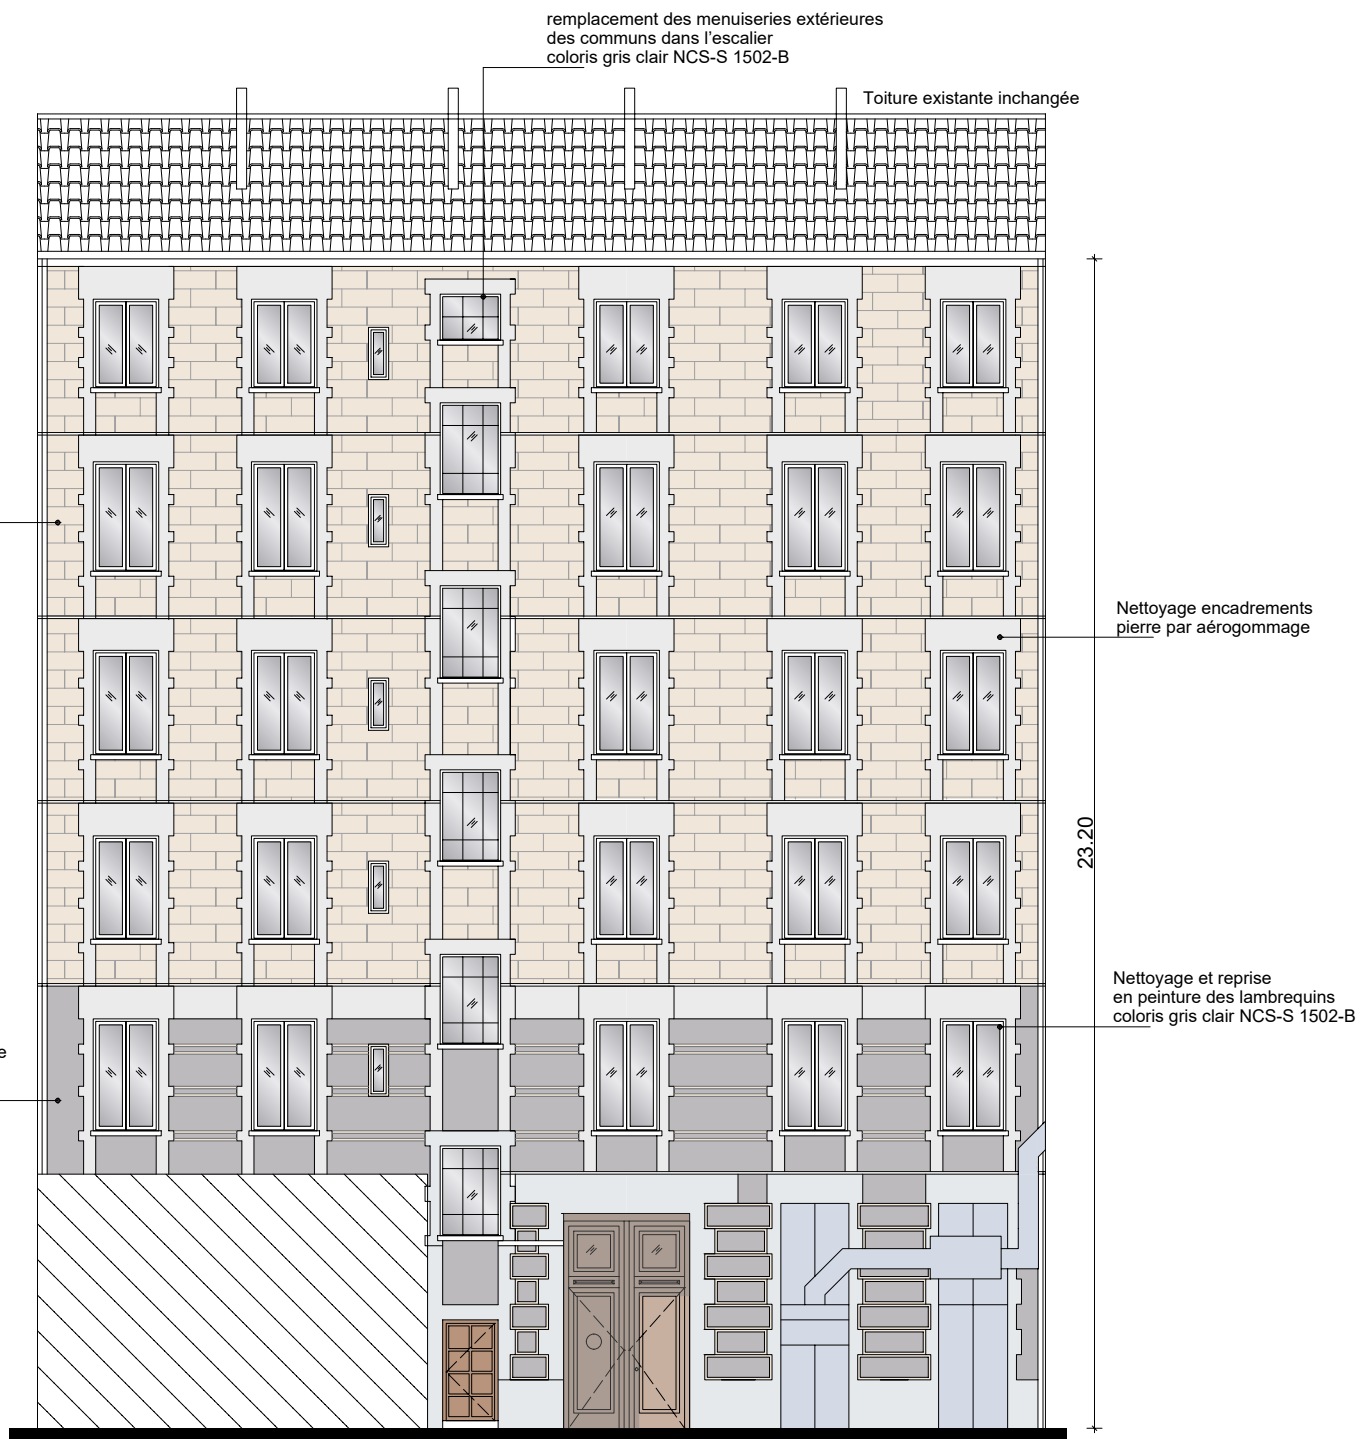 remplacement des menuiseries extérieures
des communs dans l'escalier
coloris gris clair NCS-S 1502-B
Toiture existante inchangée
Nettoyage encadrements
pierre par aérogommage
23.20
Nettoyage et reprise
en peinture des lambrequins
coloris gris clair NCS-S 1502-B
e